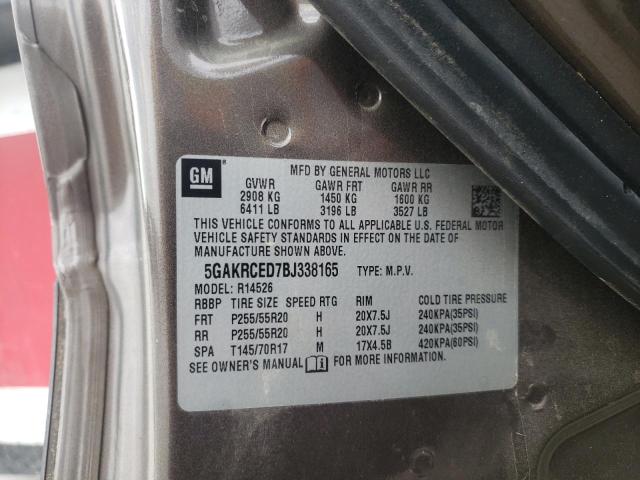 GM
MFD BY GENERAL MOTORS LLC
GVWR GAWR FRT GAWR RR
2908 KG 1450 KG 1600 KG
6411 LB 3196 LB 3527 LB
THIS VEHICLE CONFORMS TO ALL APPLICABLE U.S. FEDERAL MOTOR
VEHICLE SAFETY STANDARDS IN EFFECT ON THE DATE OF
MANUFACTURE SHOWN ABOVE.
5GAKRCED7BJ338165 TYPE: M.P.V.
MODEL: R14526
RBBP TIRE SIZE SPEED RTG RIM COLD TIRE PRESSURE
FRT P255/55R20 H 20X7.5J 240KPA(35PSI)
RR P255/55R20 H 20X7.5J 240KPA(35PSI)
SPA T145/70R17 M 17X4.5B 420KPA(60PSI)
SEE OWNER'S MANUAL FOR MORE INFORMATION.